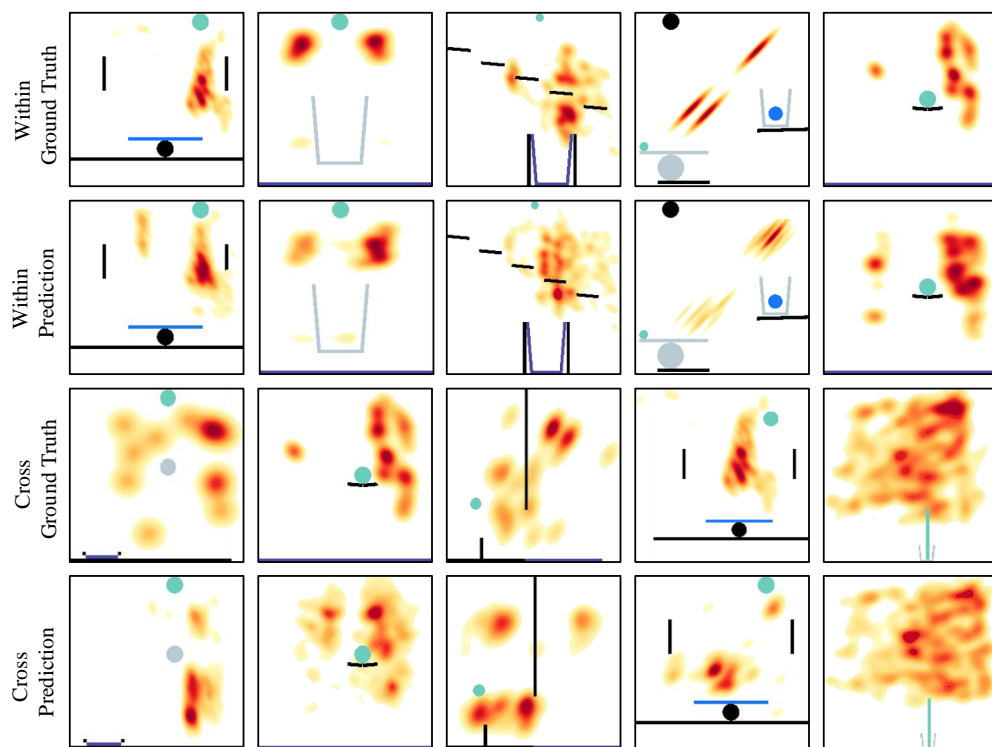 Within
Ground Truth
Within
Prediction
Cross
Ground Truth
Cross
Prediction